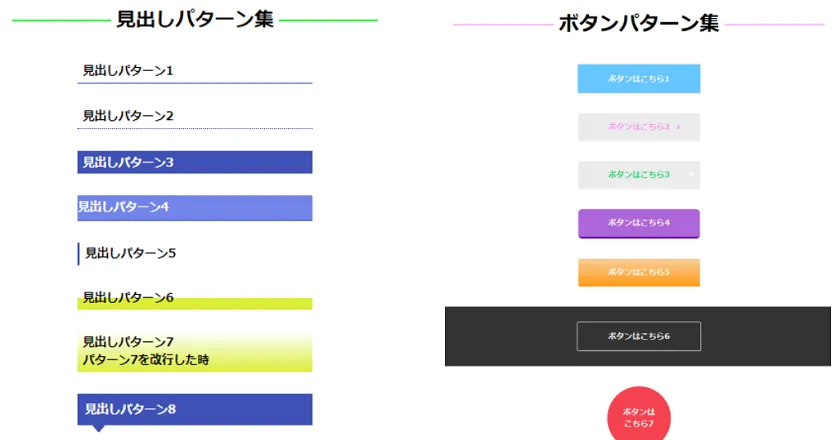 見出しパターン集
見出しパターン1
見出しパターン2
見出しパターン3
見出しパターン4
見出しパターン5
見出しパターン6
見出しパターン7
パターン7を改行した時
見出しパターン8
ボタンパターン集
ボタンはこちら1
ボタンはこちら2
ボタンはこちら3
ボタンはこちら4
ボタンはこちら5
ボタンはこちら6
ボタンは
こちら7